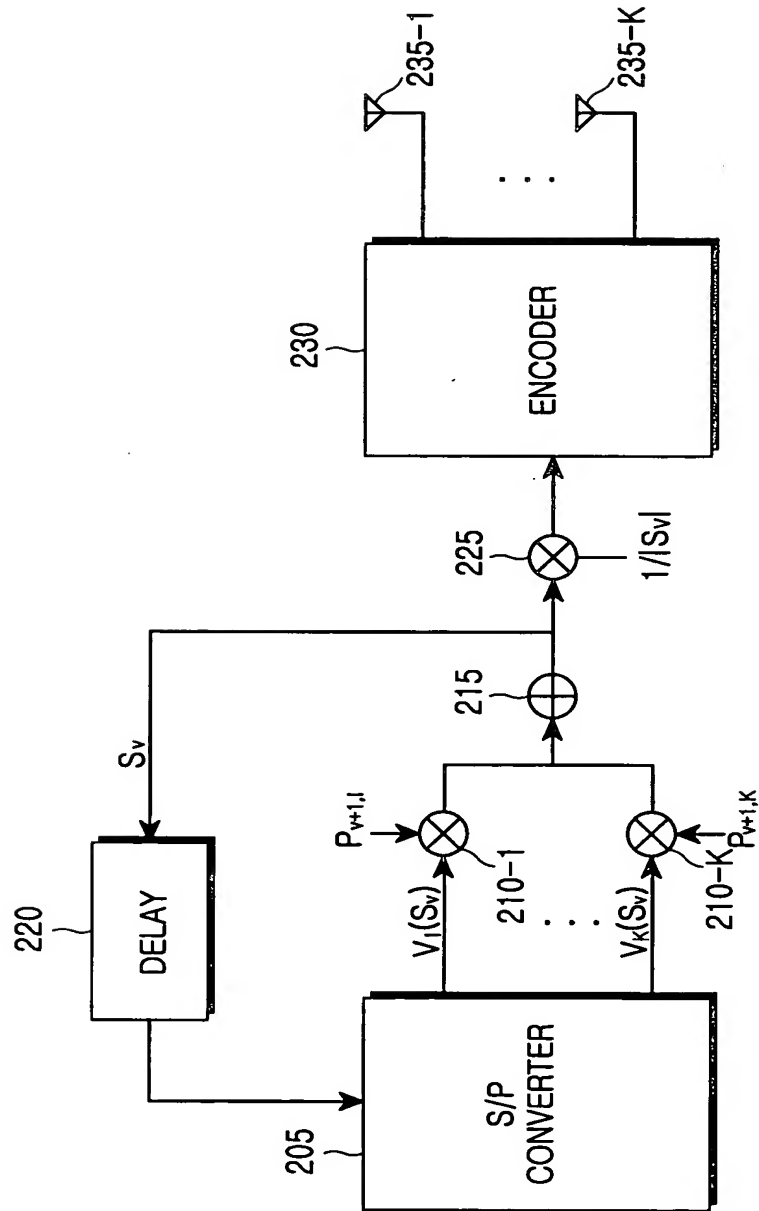 235-1
235-K
. . .
230
ENCODER
225
1/|Sv|
215
Sv
220
DELAY
Pv+1,I
210-1
V1(Sv)
. . .
VK(Sv)
210-K
Pv+1,K
205
S/P
CONVERTER